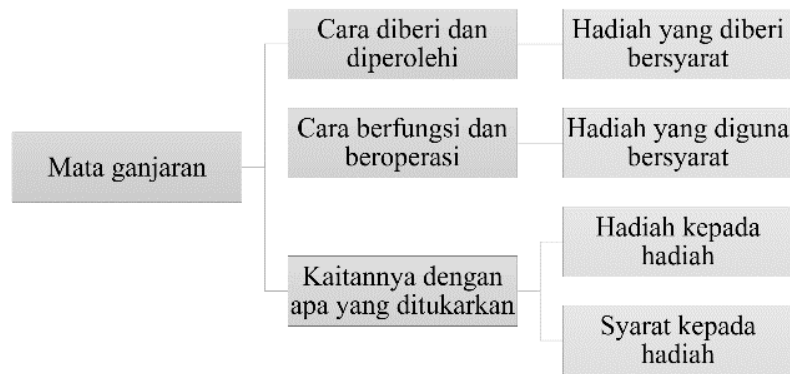 Mata ganjaran
Cara diberi dan
diperolehi
Hadiah yang diberi
bersyarat
Cara berfungsi dan
beroperasi
Hadiah yang diguna
bersyarat
Kaitannya dengan
apa yang ditukarkan
Hadiah kepada
hadiah
Syarat kepada
hadiah